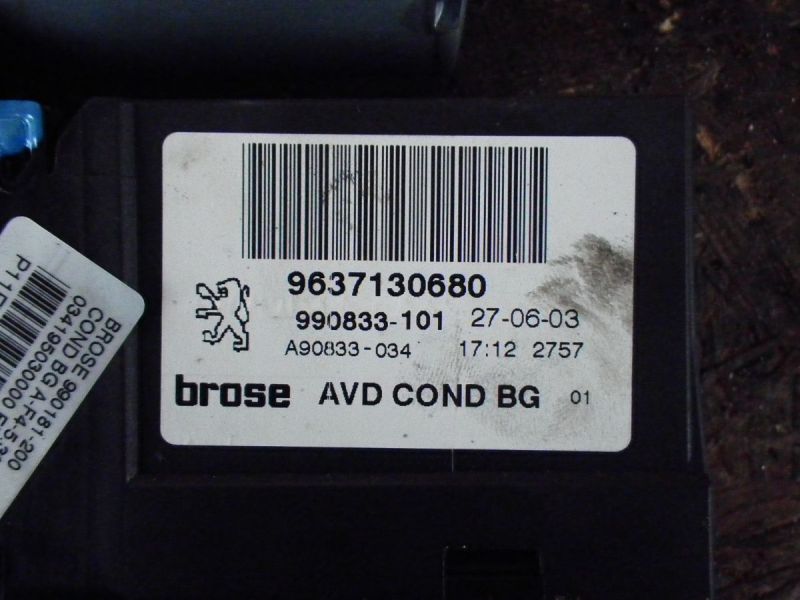 9637130680
990833-101 27-06-03
A90833-034 17:12 2757
brose AVD COND BG 01
BROSE 990181-200
COND BG A.F4-5
034195030000